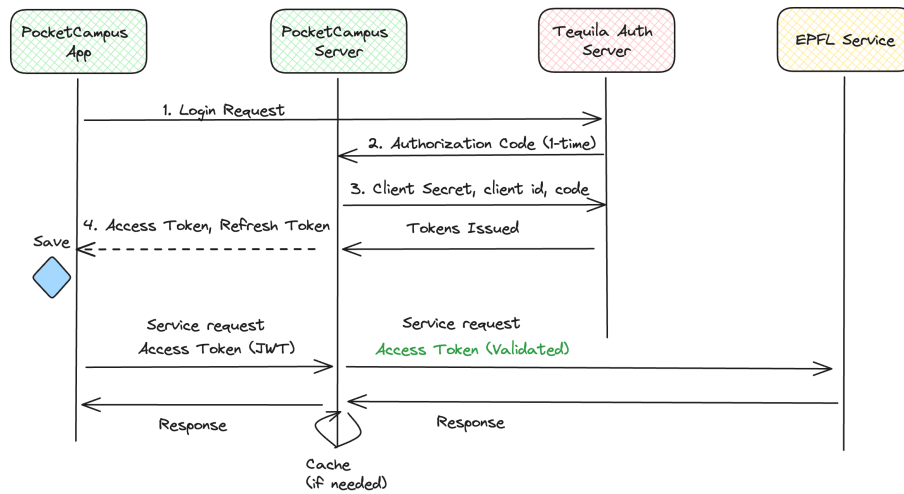 PocketCampus
App
PocketCampus
Server
Tequila Auth
Server
EPFL Service
1. Login Request
2. Authorization Code (1-time)
3. Client Secret, client id, code
4. Access Token, Refresh Token
Tokens Issued
Save
Service request
Access Token (JWT)
Service request
Access Token (Validated)
Response
Response
Cache
(if needed)